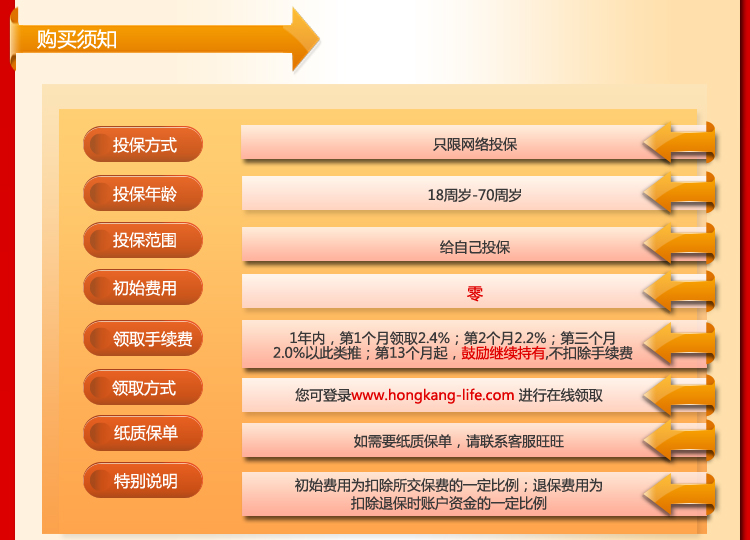 购买须知
投保方式
只限网络投保
投保年龄
18周岁-70周岁
投保范围
给自己投保
初始费用
零
领取手续费
1年内，第1个月领取2.4%；第2个月2.2%；第三个月
2.0%以此类推；第13个月起，鼓励继续持有,不扣除手续费
领取方式
您可登录www.hongkang-life.com 进行在线领取
纸质保单
如需要纸质保单，请联系客服旺旺
特别说明
初始费用为扣除所交保费的一定比例；退保费用为
扣除退保时账户资金的一定比例